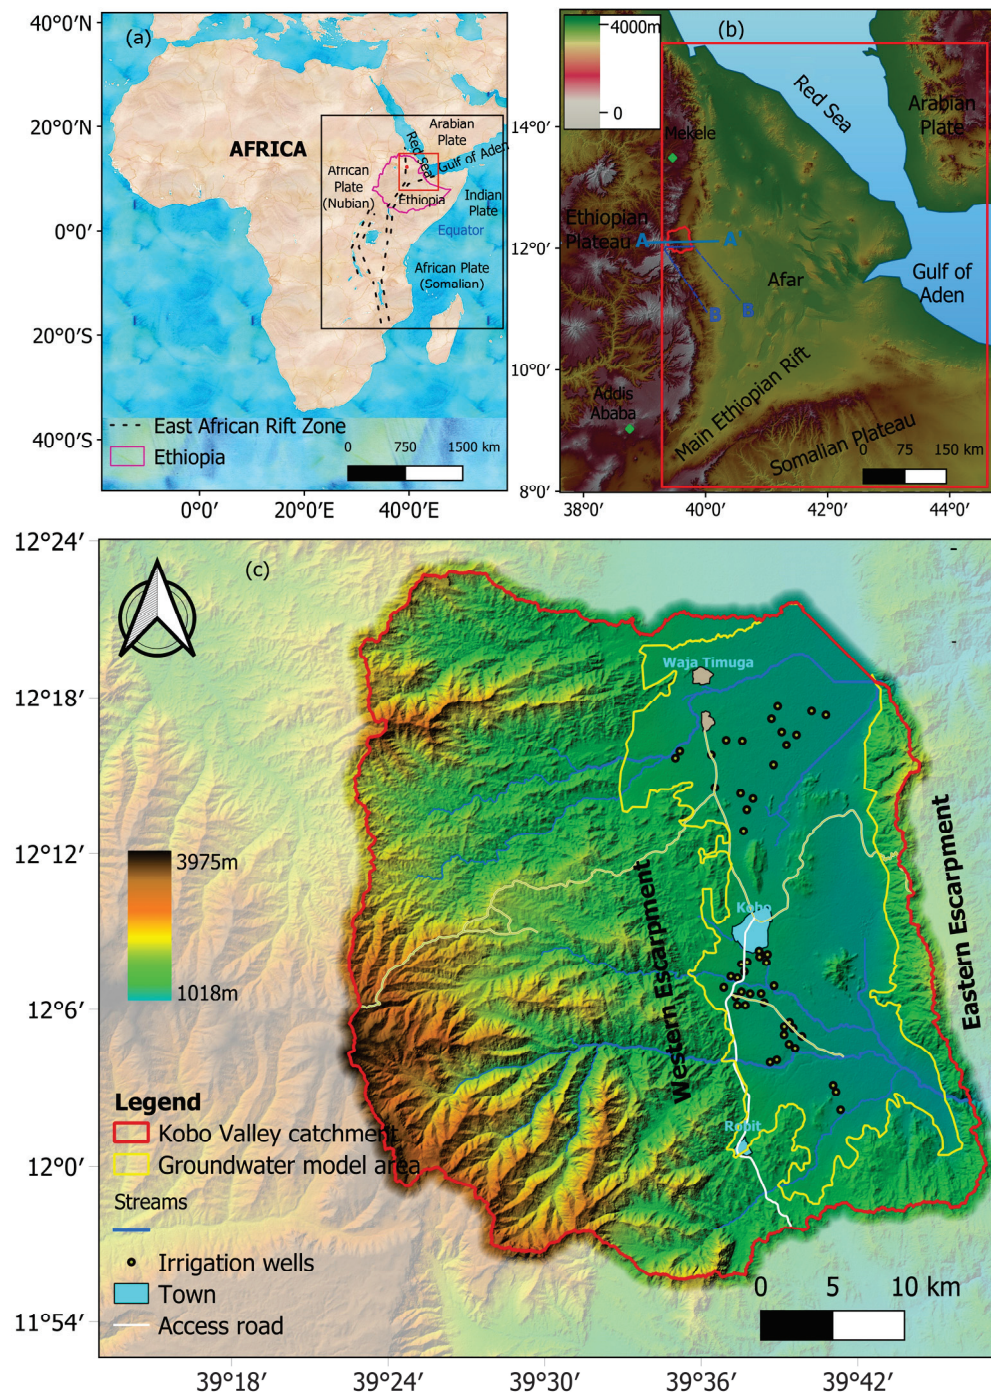 (a)
40°0'N
20°0'N
0°0'
20°0'S
40°0'S
AFRICA
Arabian
Plate
Red Sea
Gulf of Aden
African
Plate
(Nubian)
Ethiopia
Indian
Plate
Equator
African Plate
(Somalian)
East African Rift Zone
Ethiopia
0 750 1500 km
0°0' 20°0'E 40°0'E
(b)
4000m
0
14°0'
12°0'
10°0'
8°0'
Mekele
Red Sea
Arabian
Plate
Ethiopian
Plateau
A A'
Afar
Gulf of
Aden
B B
Addis
Ababa
Main Ethiopian Rift
Somalian Plateau
0 75 150 km
38°0' 40°0' 42°0' 44°0'
(c)
12°24'
12°18'
12°12'
12°6'
12°0'
11°54'
Waja Timuga
3975m
1018m
Western Escarpment
Eastern Escarpment
Kobo
Robit
Legend
Kobo Valley catchment
Groundwater model area
Streams
Irrigation wells
Town
Access road
0 5 10 km
39°18' 39°24' 39°30' 39°36' 39°42'